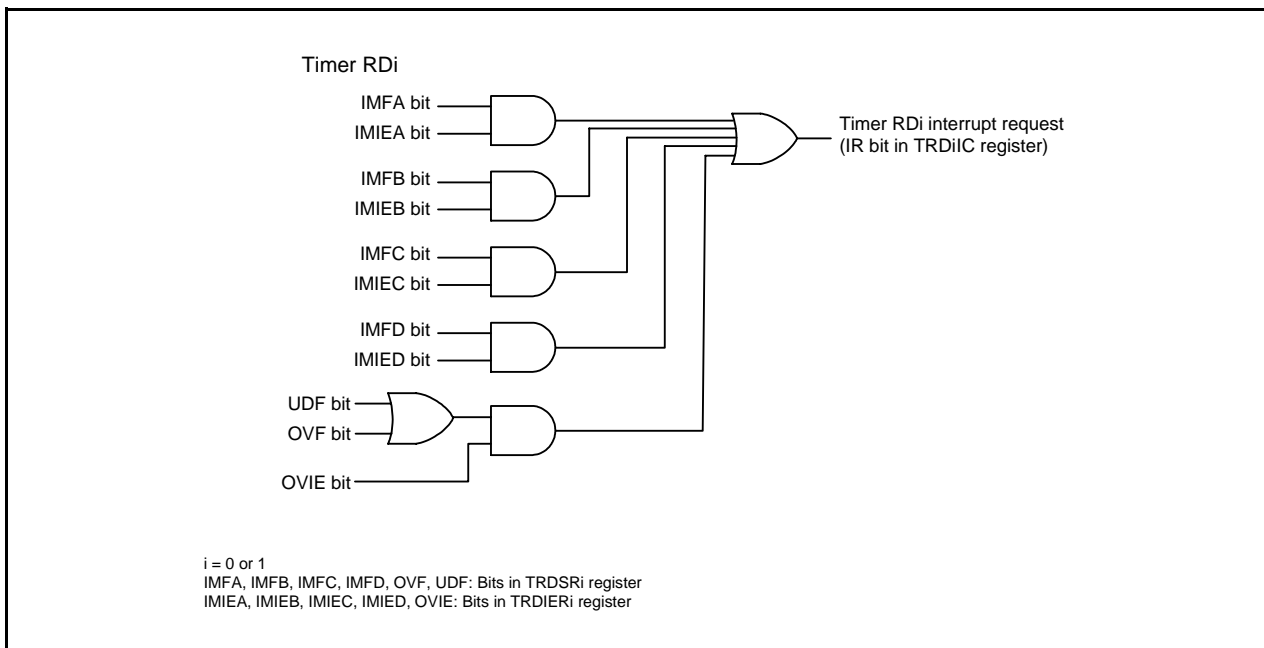 Timer RDi
IMFA bit
IMIEA bit
IMFB bit
IMIEB bit
IMFC bit
IMIEC bit
IMFD bit
IMIED bit
UDF bit
OVF bit
OVIE bit
Timer RDi interrupt request
(IR bit in TRDiIC register)
i = 0 or 1
IMFA, IMFB, IMFC, IMFD, OVF, UDF: Bits in TRDSRi register
IMIEA, IMIEB, IMIEC, IMIED, OVIE: Bits in TRDIERi register